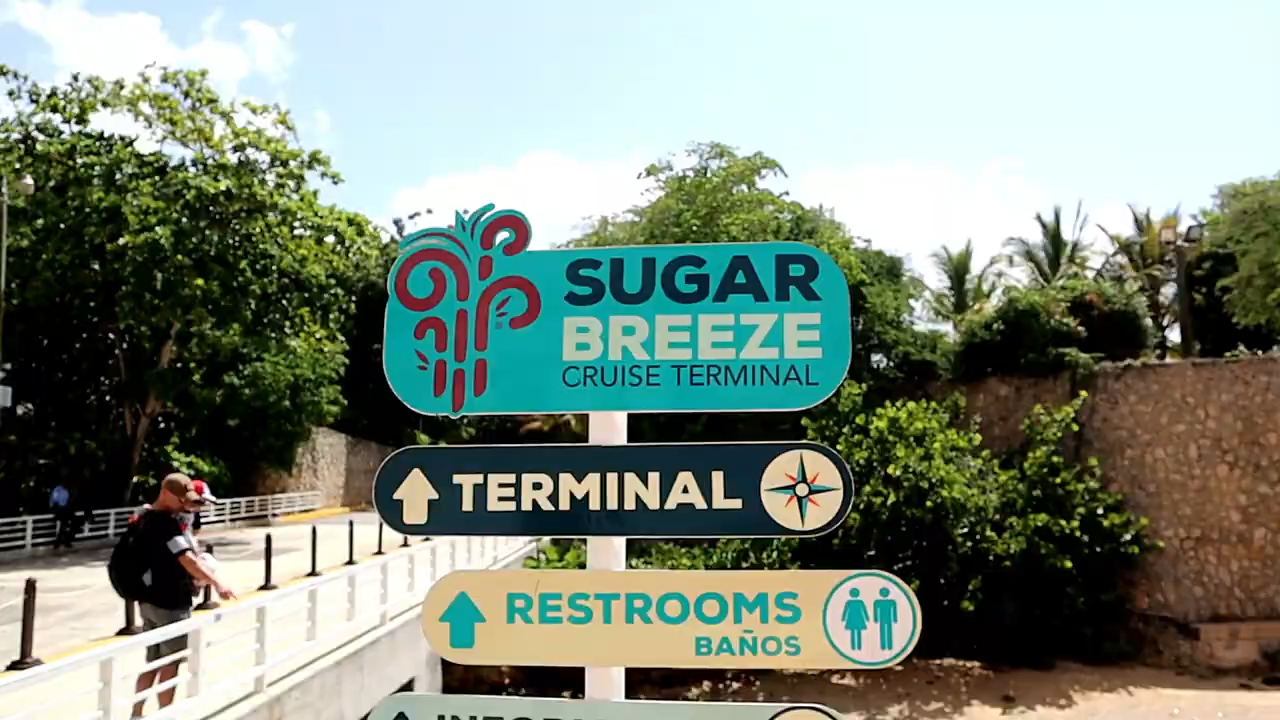 SUGAR
BREEZE
CRUISE TERMINAL
TERMINAL
RESTROOMS
BAÑOS